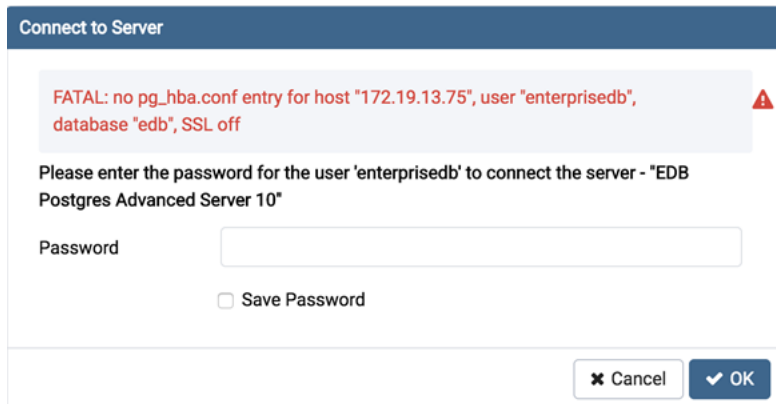 Connect to Server
FATAL: no pg_hba.conf entry for host "172.19.13.75", user "enterprisedb",
database "edb", SSL off
Please enter the password for the user 'enterprisedb' to connect the server - "EDB
Postgres Advanced Server 10"
Password
Save Password
Cancel
OK